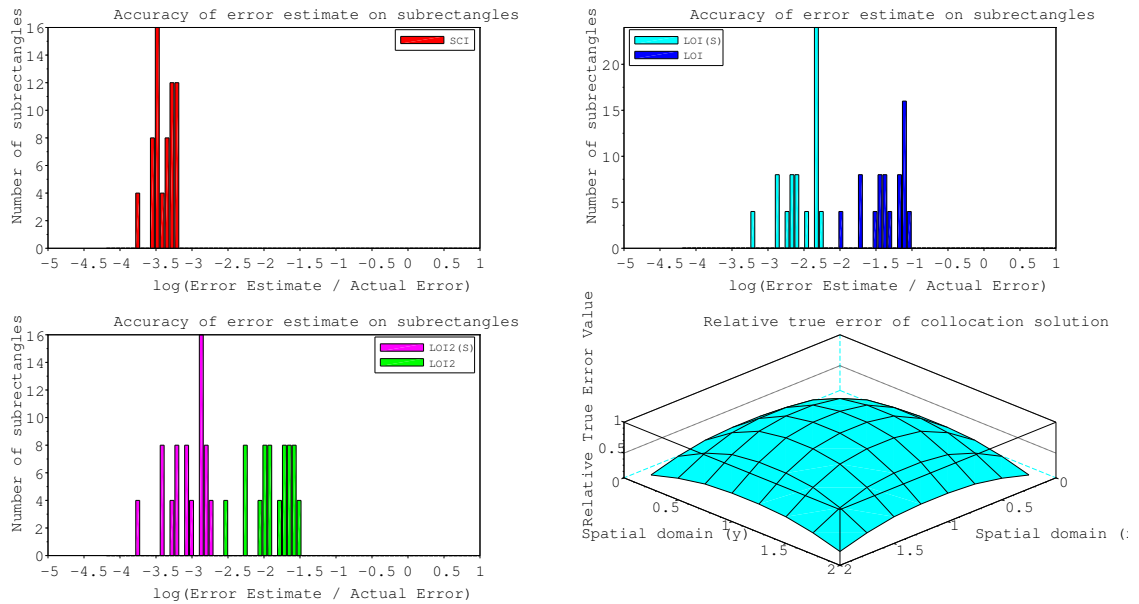 Accuracy of error estimate on subrectangles
Number of subrectangles
16
14
12
10
8
6
4
2
0
SCI
-5 -4.5 -4 -3.5 -3 -2.5 -2 -1.5 -1 -0.5 0 0.5 1
log(Error Estimate / Actual Error)
Accuracy of error estimate on subrectangles
Number of subrectangles
20
15
10
5
0
LOI(S)
LOI
-5 -4.5 -4 -3.5 -3 -2.5 -2 -1.5 -1 -0.5 0 0.5 1
log(Error Estimate / Actual Error)
Accuracy of error estimate on subrectangles
Number of subrectangles
16
14
12
10
8
6
4
2
0
LOI2(S)
LOI2
-5 -4.5 -4 -3.5 -3 -2.5 -2 -1.5 -1 -0.5 0 0.5 1
log(Error Estimate / Actual Error)
Relative true error of collocation solution
Relative True Error Value
1
0.5
0
0.5
1
1.5
2
Spatial domain (y)
0
0.5
1
1.5
2
Spatial domain (